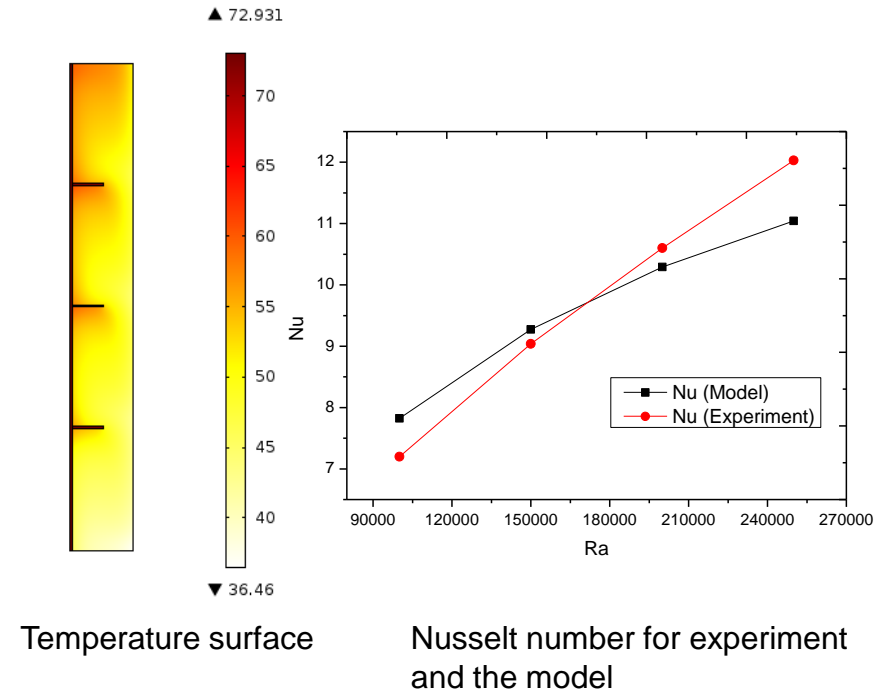 ▲ 72.931
70
65
60
55
50
45
40
▼ 36.46
12
11
10
9
8
7
Nu
Nu (Model)
Nu (Experiment)
90000 120000 150000 180000 210000 240000 270000
Ra
Temperature surface
Nusselt number for experiment
and the model